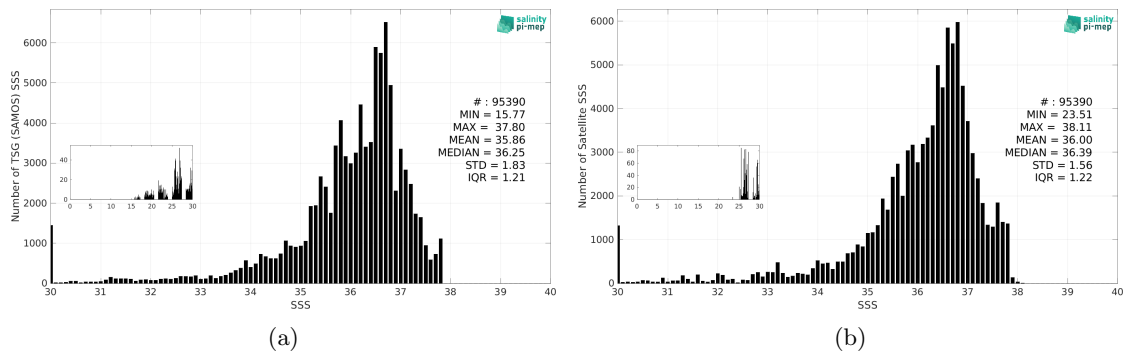 salinity
pi-mep
Number of TSG (SAMOS) SSS
6000
5000
4000
3000
2000
1000
0
# : 95390
MIN = 15.77
MAX = 37.80
MEAN = 35.86
MEDIAN = 36.25
STD = 1.83
IQR = 1.21
40
20
0
0 5 10 15 20 25 30
30 31 32 33 34 35 36 37 38 39 40
SSS
(a)
salinity
pi-mep
Number of Satellite SSS
6000
5000
4000
3000
2000
1000
0
# : 95390
MIN = 23.51
MAX = 38.11
MEAN = 36.00
MEDIAN = 36.39
STD = 1.56
IQR = 1.22
80
60
40
20
0
0 5 10 15 20 25 30
30 31 32 33 34 35 36 37 38 39 40
SSS
(b)